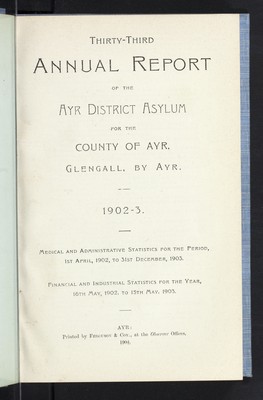 Thirty-Third
Annual Report
of the
Ayr District Asylum
for the
County of Ayr,
Glengall, by Ayr.
1902-3.
Medical and Administrative Statistics for the Period,
1st April, 1902, to 31st December, 1903.
Financial and Industrial Statistics for the Year,
16th May, 1902, to 15th May, 1903.
AYR:
Printed by Ferguson & Coy., at the Observer Offices.
1904.